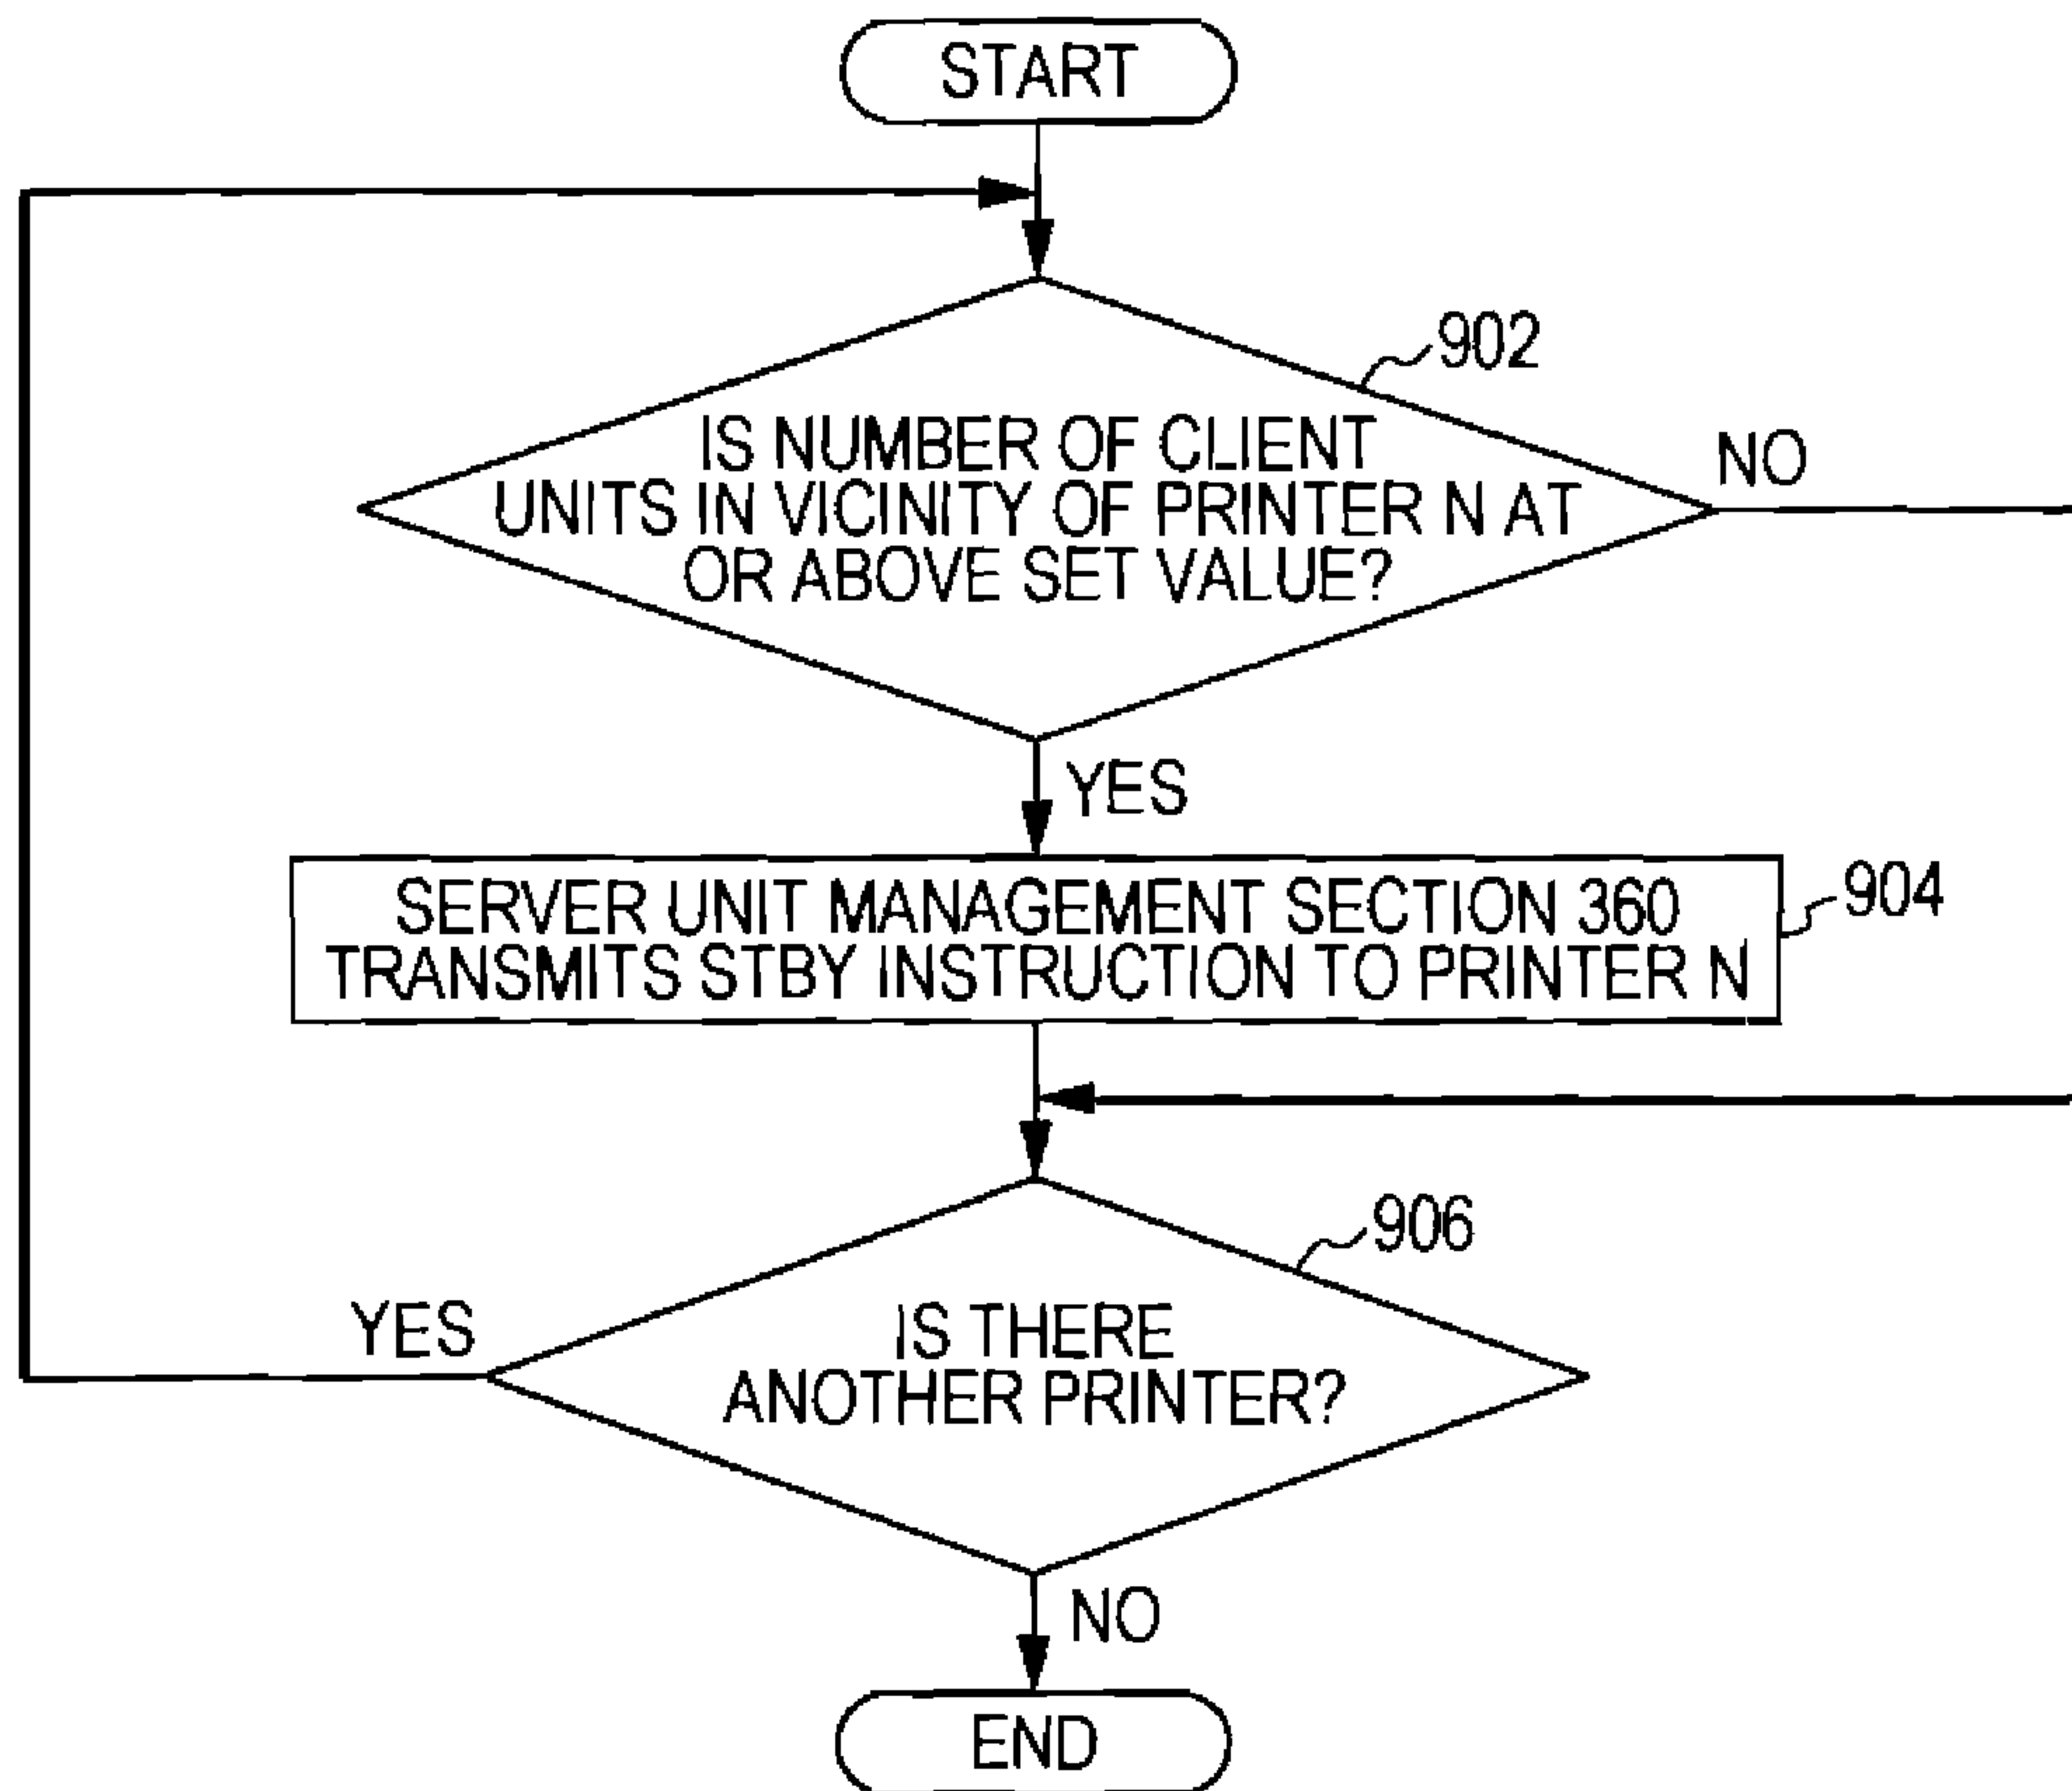 START
902
IS NUMBER OF CLIENT
UNITS IN VICINITY OF PRINTER N AT
OR ABOVE SET VALUE?
NO
YES
SERVER UNIT MANAGEMENT SECTION 360
TRANSMITS STBY INSTRUCTION TO PRINTER N
904
906
YES
IS THERE
ANOTHER PRINTER?
NO
END